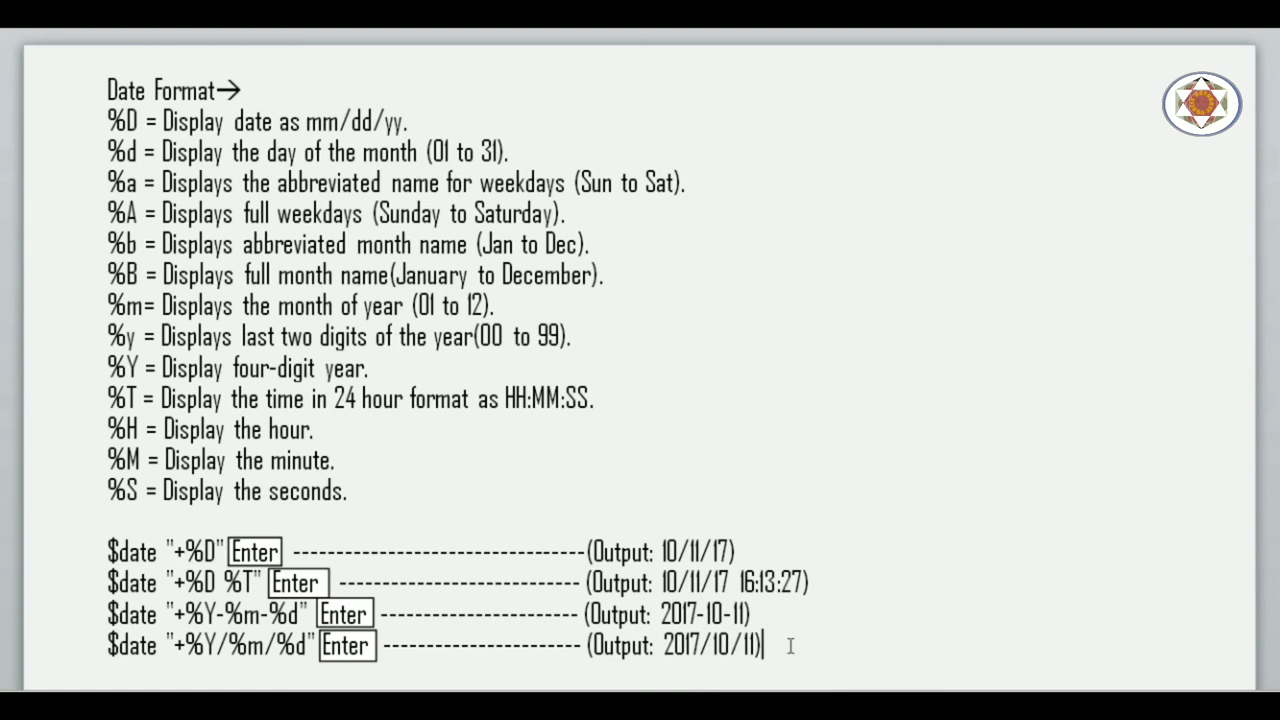 Date Format→
%D = Display date as mm/dd/yy.
%d = Display the day of the month (01 to 31).
%a = Displays the abbreviated name for weekdays (Sun to Sat).
%A = Displays full weekdays (Sunday to Saturday).
%b = Displays abbreviated month name (Jan to Dec).
%B = Displays full month name(January to December).
%m= Displays the month of year (01 to 12).
%y = Displays last two digits of the year(00 to 99).
%Y = Display four-digit year.
%T = Display the time in 24 hour format as HH:MM:SS.
%H = Display the hour.
%M = Display the minute.
%S = Display the seconds.
$date "+%D" Enter ---------------------------------(Output: 10/11/17)
$date "+%D %T" Enter --------------------------- (Output: 10/11/17 16:13:27)
$date "+%Y-%m-%d" Enter ---------------------- (Output: 2017-10-11)
$date "+%Y/%m/%d" Enter ---------------------- (Output: 2017/10/11)